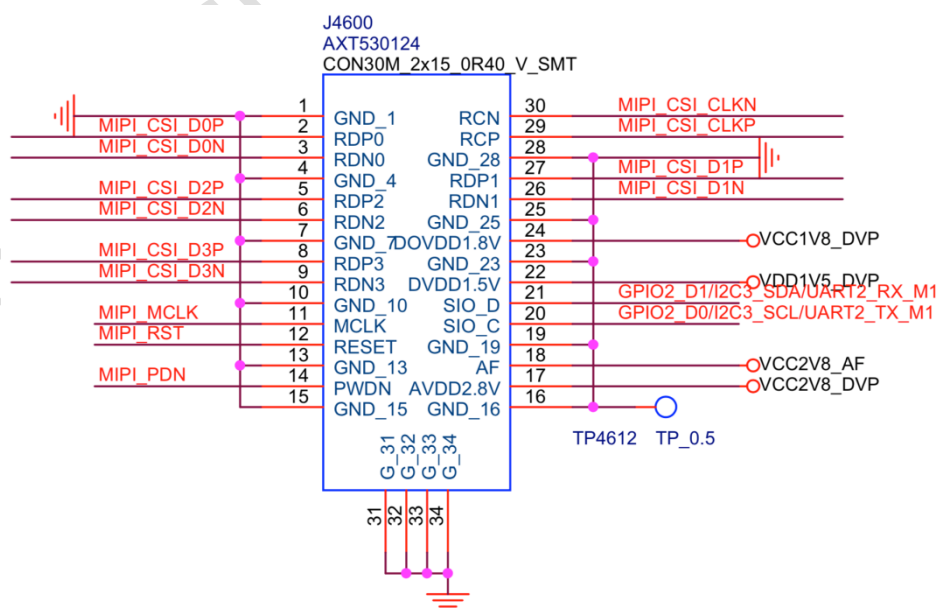 J4600
AXT530124
CON30M_2x15_0R40_V_SMT
1 GND_1 RCN 30 MIPI_CSI_CLKN
MIPI_CSI_D0P 2 RDP0 RCP 29 MIPI_CSI_CLKP
MIPI_CSI_D0N 3 RDN0 GND_28 28
4 GND_4 RDP1 27 MIPI_CSI_D1P
MIPI_CSI_D2P 5 RDP2 RDN1 26 MIPI_CSI_D1N
MIPI_CSI_D2N 6 RDN2 GND_25 25
7 GND_7 DOVDD1.8V 24 VCC1V8_DVP
MIPI_CSI_D3P 8 RDP3 GND_23 23
MIPI_CSI_D3N 9 RDN3 DVDD1.5V 22 VDD1V5_DVP
10 GND_10 SIO_D 21 GPIO2_D1/I2C3_SDA/UART2_RX_M1
MIPI_MCLK 11 MCLK SIO_C 20 GPIO2_D0/I2C3_SCL/UART2_TX_M1
MIPI_RST 12 RESET GND_19 19
13 GND_13 AF 18 VCC2V8_AF
MIPI_PDN 14 PWDN AVDD2.8V 17 VCC2V8_DVP
15 GND_15 GND_16 16
TP4612 TP_0.5
G_31 G_32 G_33 G_34
31 32 33 34